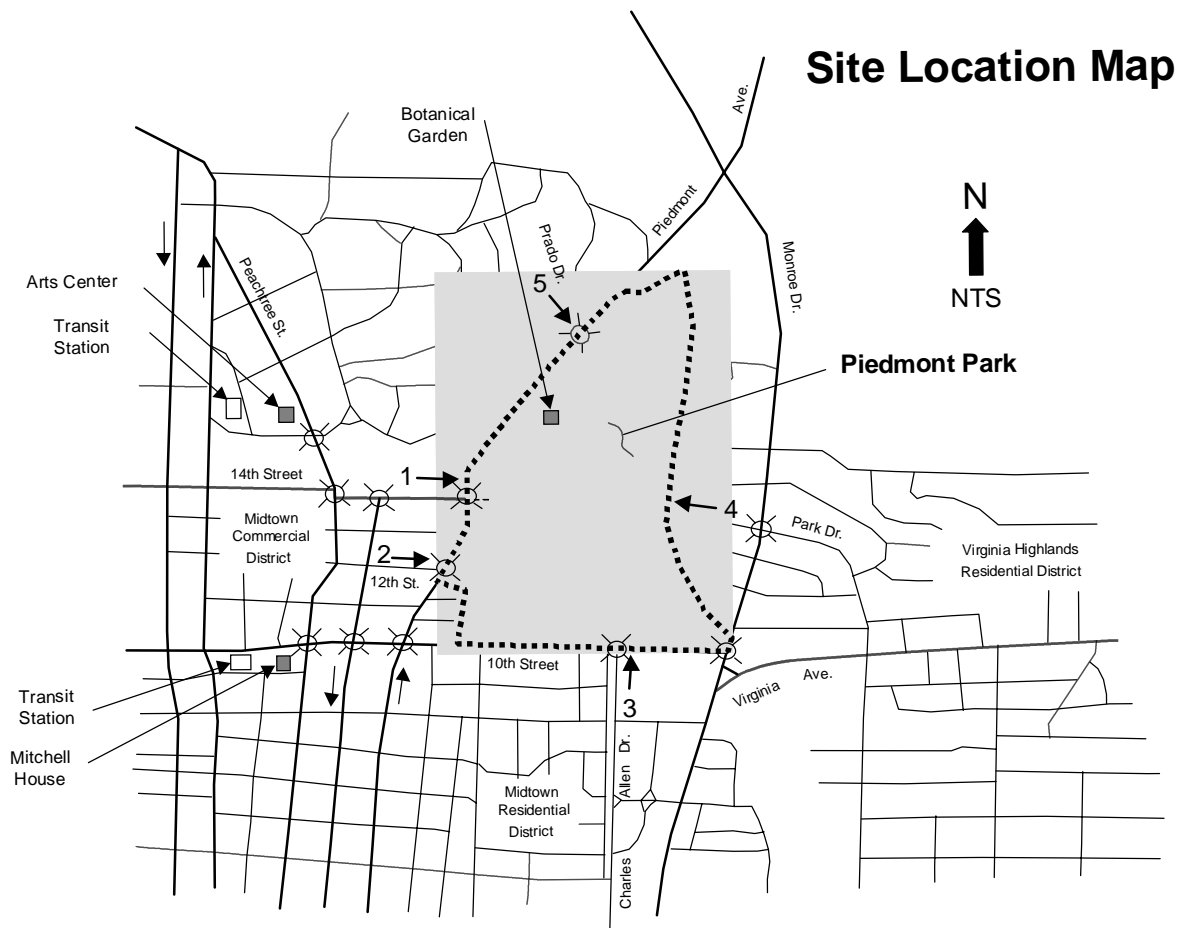 Site Location Map
Botanical
Garden
Ave.
Piedmont
N
NTS
Prado Dr.
5
Monroe Dr.
Arts Center
Peachtree St.
Transit
Station
Piedmont Park
14th Street
1
4
Midtown
Commercial
District
Park Dr.
2
12th St.
Virginia Highlands
Residential District
10th Street
Virginia Ave.
3
Transit
Station
Mitchell
House
Midtown
Residential
District
Charles Allen Dr.